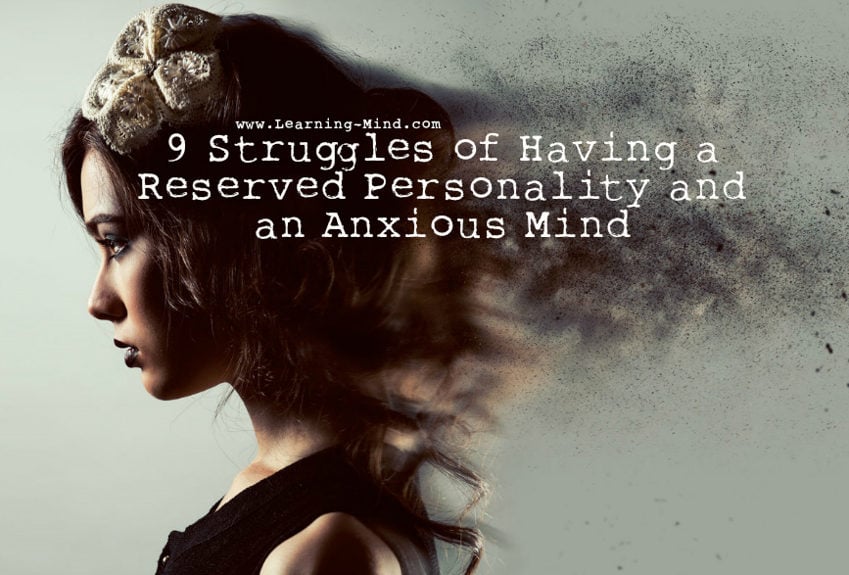 www.Learning-Mind.com
9 Struggles of Having a
Reserved Personality and
an Anxious Mind